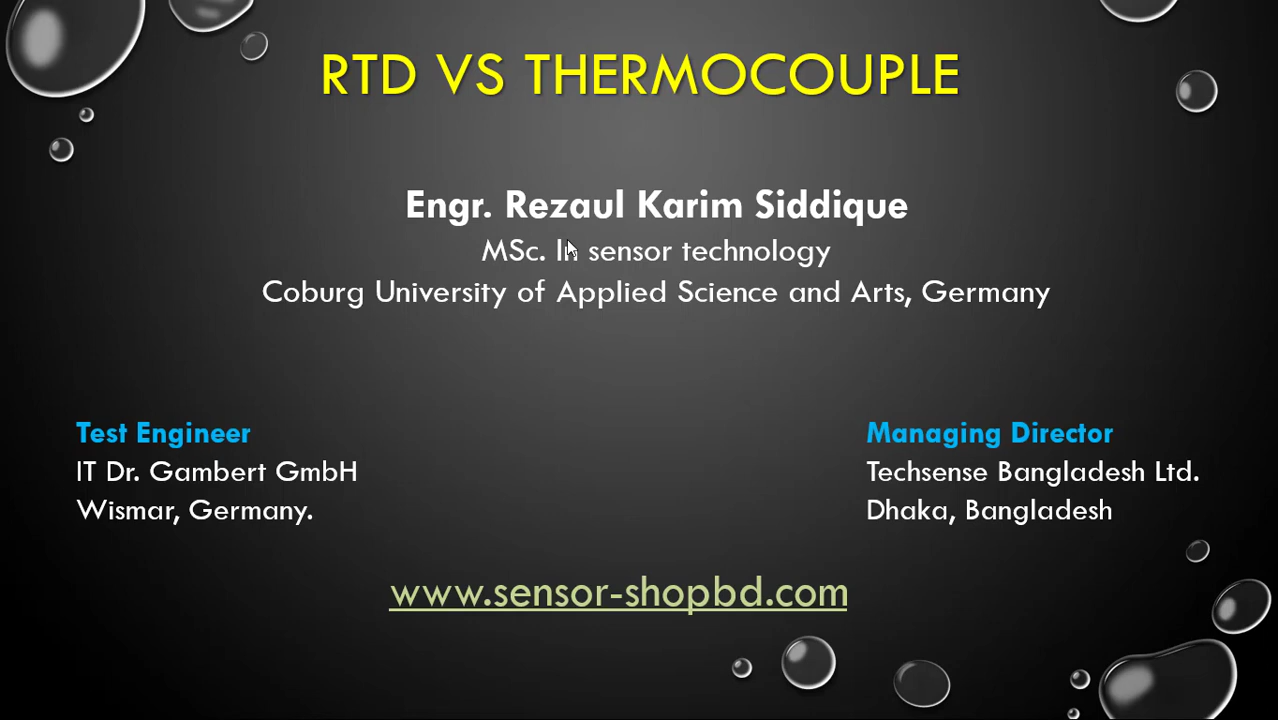 RTD VS THERMOCOUPLE
Engr. Rezaul Karim Siddique
MSc. In sensor technology
Coburg University of Applied Science and Arts, Germany
Test Engineer
IT Dr. Gambert GmbH
Wismar, Germany.
Managing Director
Techsense Bangladesh Ltd.
Dhaka, Bangladesh
www.sensor-shopbd.com